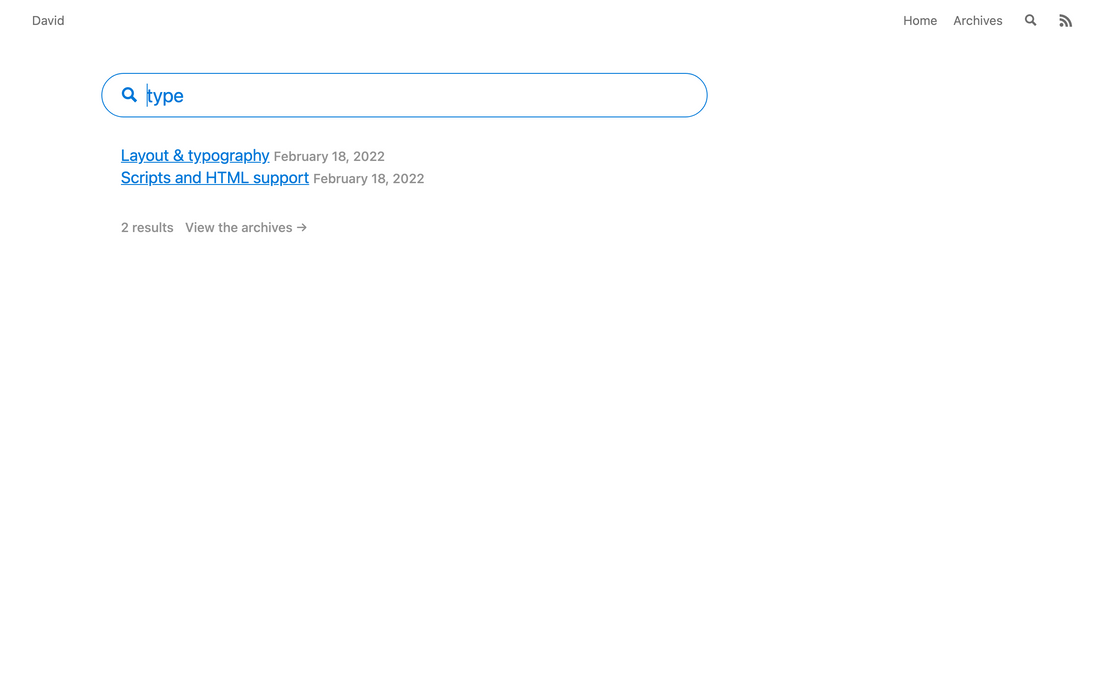 David Home Archives
type
Layout & typography February 18, 2022
Scripts and HTML support February 18, 2022
2 results View the archives →